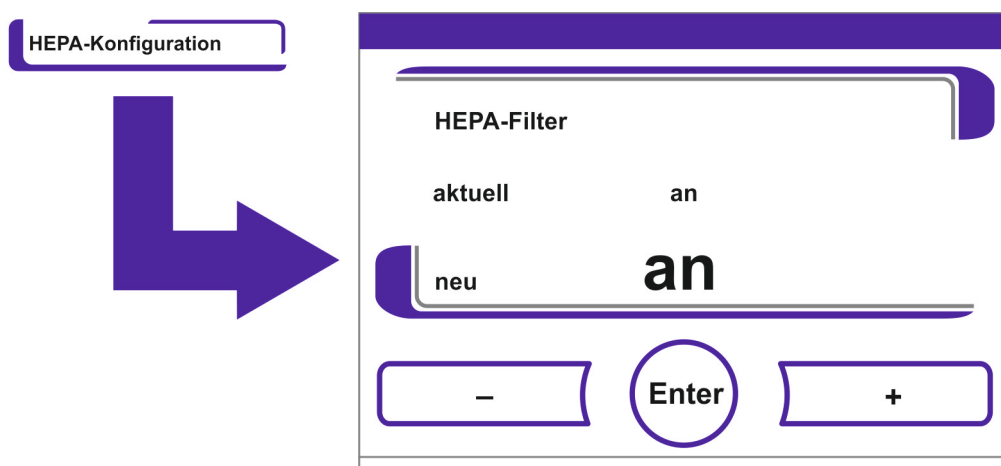 HEPA-Konfiguration
HEPA-Filter
aktuell an
neu an
– Enter +